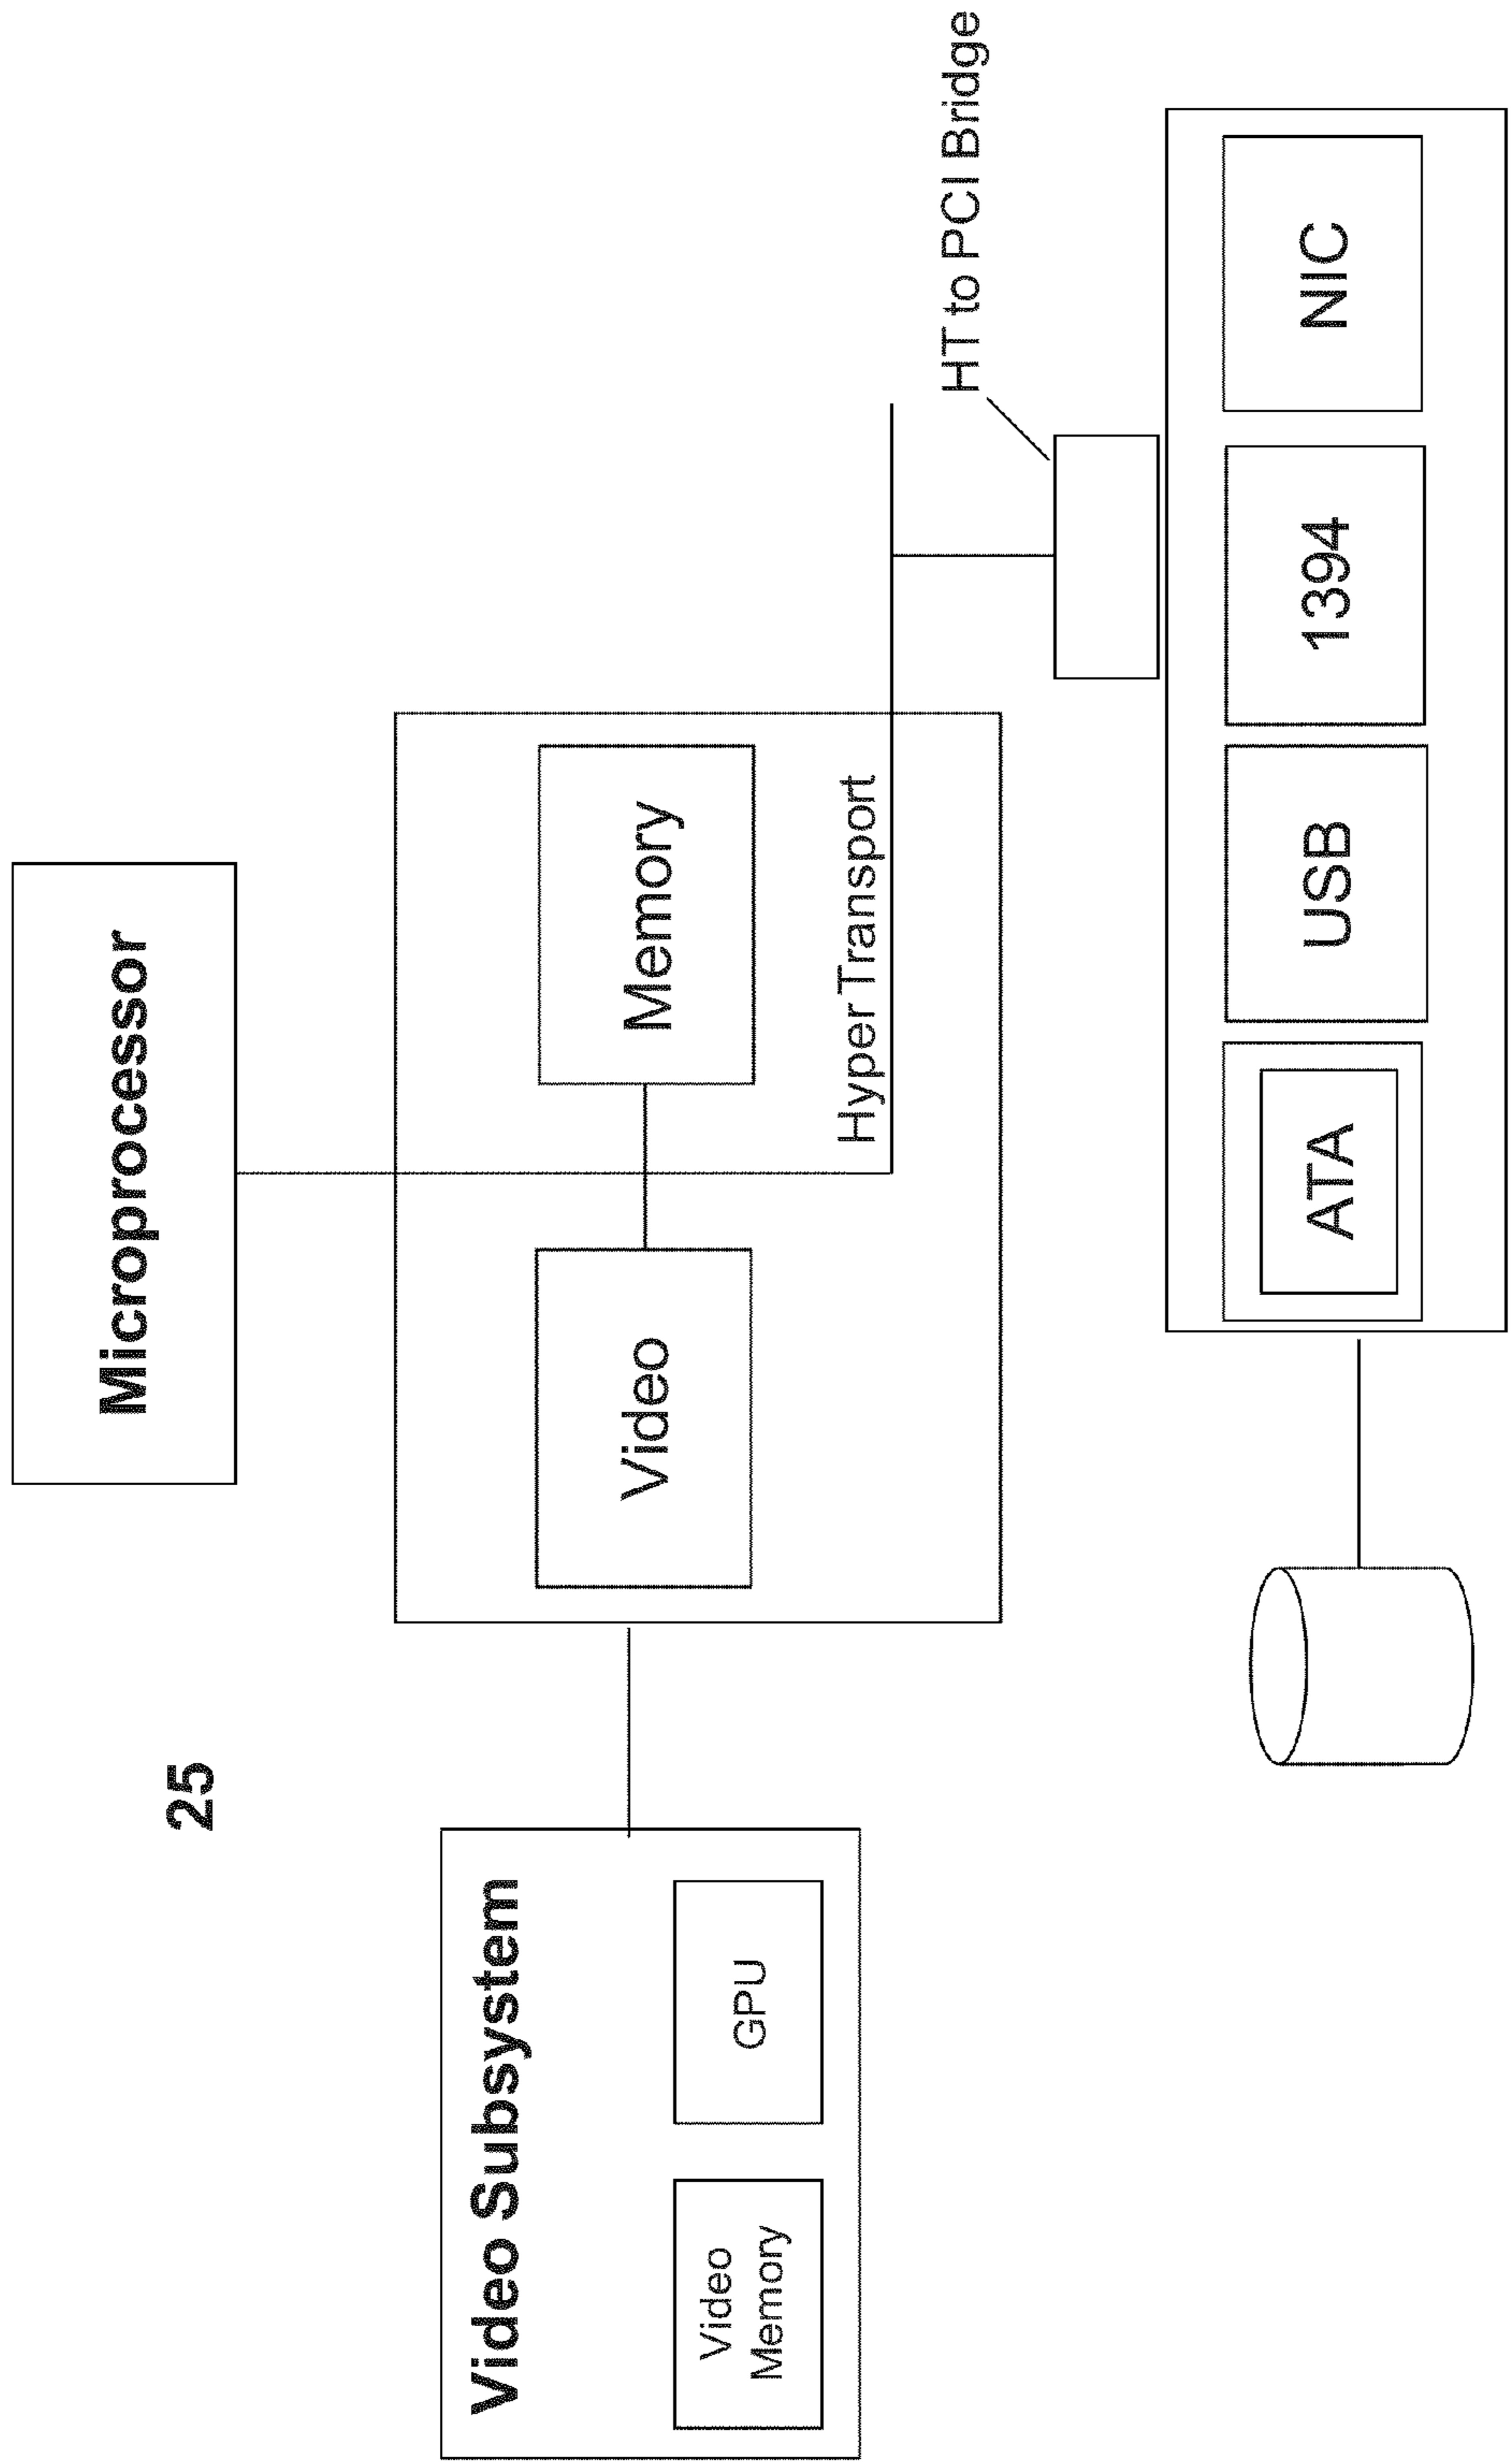 25
Microprocessor
Video Subsystem
Video
Memory
GPU
Video
Memory
Hyper Transport
HT to PCI Bridge
ATA
USB
1394
NIC